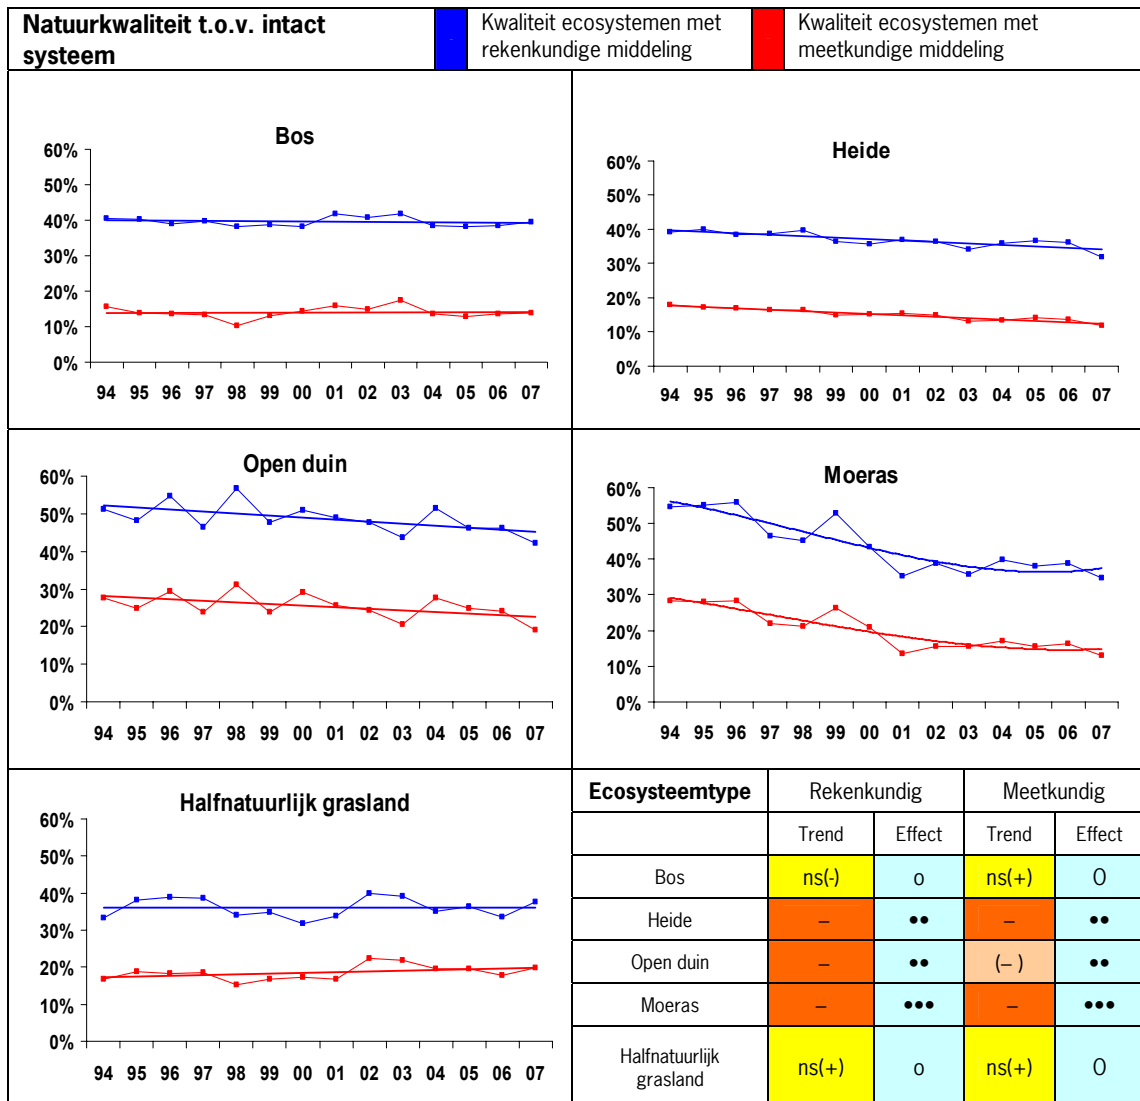 Natuurkwaliteit t.o.v. intact
systeem
Kwaliteit ecosystemen met
rekenkundige middeling
Kwaliteit ecosystemen met
meetkundige middeling
Bos
60%
50%
40%
30%
20%
10%
0%
94 95 96 97 98 99 00 01 02 03 04 05 06 07
Heide
60%
50%
40%
30%
20%
10%
0%
94 95 96 97 98 99 00 01 02 03 04 05 06 07
Open duin
60%
50%
40%
30%
20%
10%
0%
94 95 96 97 98 99 00 01 02 03 04 05 06 07
Moeras
60%
50%
40%
30%
20%
10%
0%
94 95 96 97 98 99 00 01 02 03 04 05 06 07
Halfnatuurlijk grasland
60%
50%
40%
30%
20%
10%
0%
94 95 96 97 98 99 00 01 02 03 04 05 06 07
Ecosysteemtype Rekenkundig Meetkundig
Trend Effect Trend Effect
Bos ns(-) o ns(+) O
Heide – •• – ••
Open duin – •• (– ) ••
Moeras – ••• – •••
Halfnatuurlijk
grasland ns(+) o ns(+) O